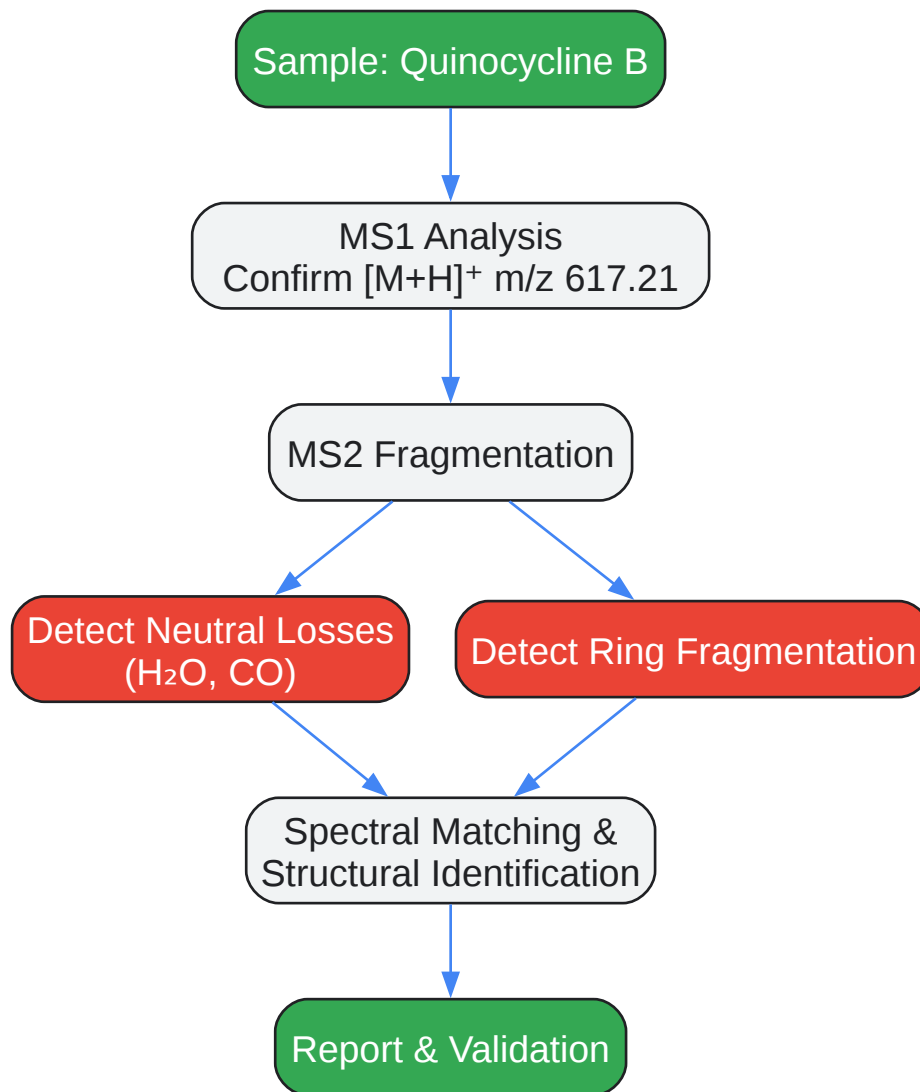 Sample: Quinocycline B
MS1 Analysis
Confirm [M+H]⁺ m/z 617.21
MS2 Fragmentation
Detect Neutral Losses
(H₂O, CO)
Detect Ring Fragmentation
Spectral Matching &
Structural Identification
Report & Validation